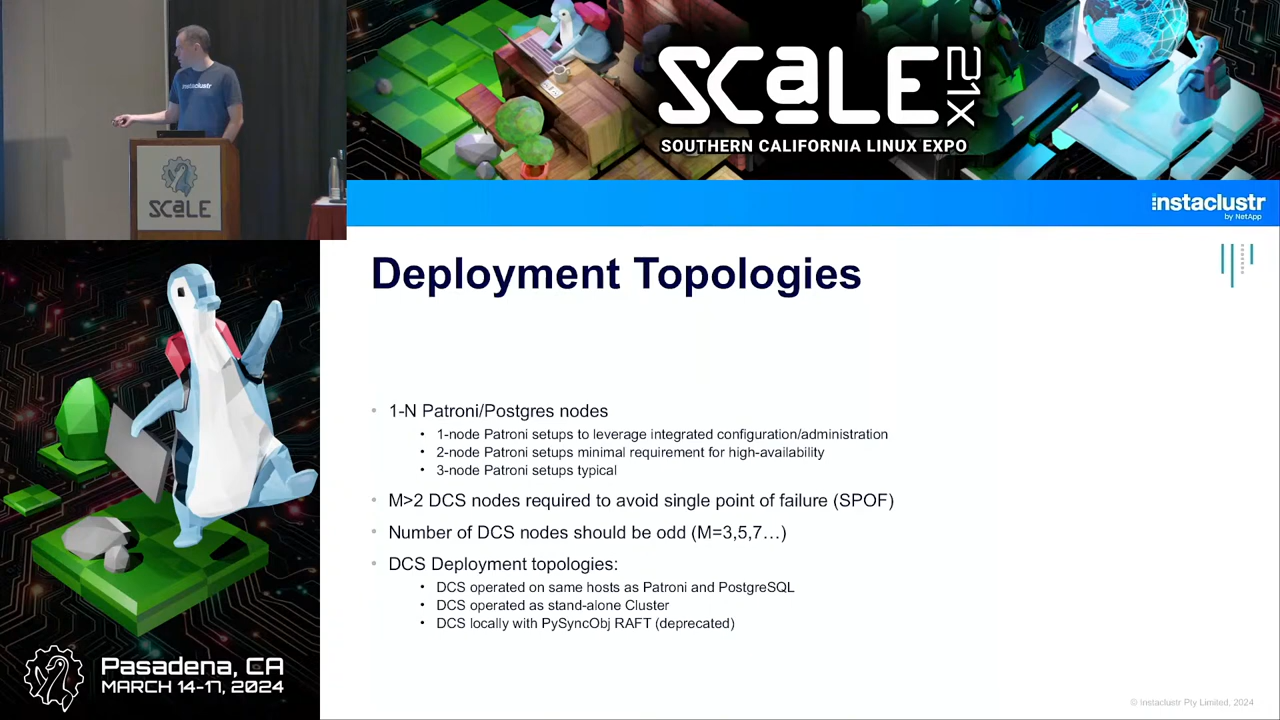 instaclustr
SCaLE
SCaLE 21X
SOUTHERN CALIFORNIA LINUX EXPO
instaclustr
by NetApp
Deployment Topologies
• 1-N Patroni/Postgres nodes
• 1-node Patroni setups to leverage integrated configuration/administration
• 2-node Patroni setups minimal requirement for high-availability
• 3-node Patroni setups typical
• M>2 DCS nodes required to avoid single point of failure (SPOF)
• Number of DCS nodes should be odd (M=3,5,7…)
• DCS Deployment topologies:
• DCS operated on same hosts as Patroni and PostgreSQL
• DCS operated as stand-alone Cluster
• DCS locally with PySyncObj RAFT (deprecated)
Pasadena, CA
MARCH 14-17, 2024
© Instaclustr Pty Limited, 2024